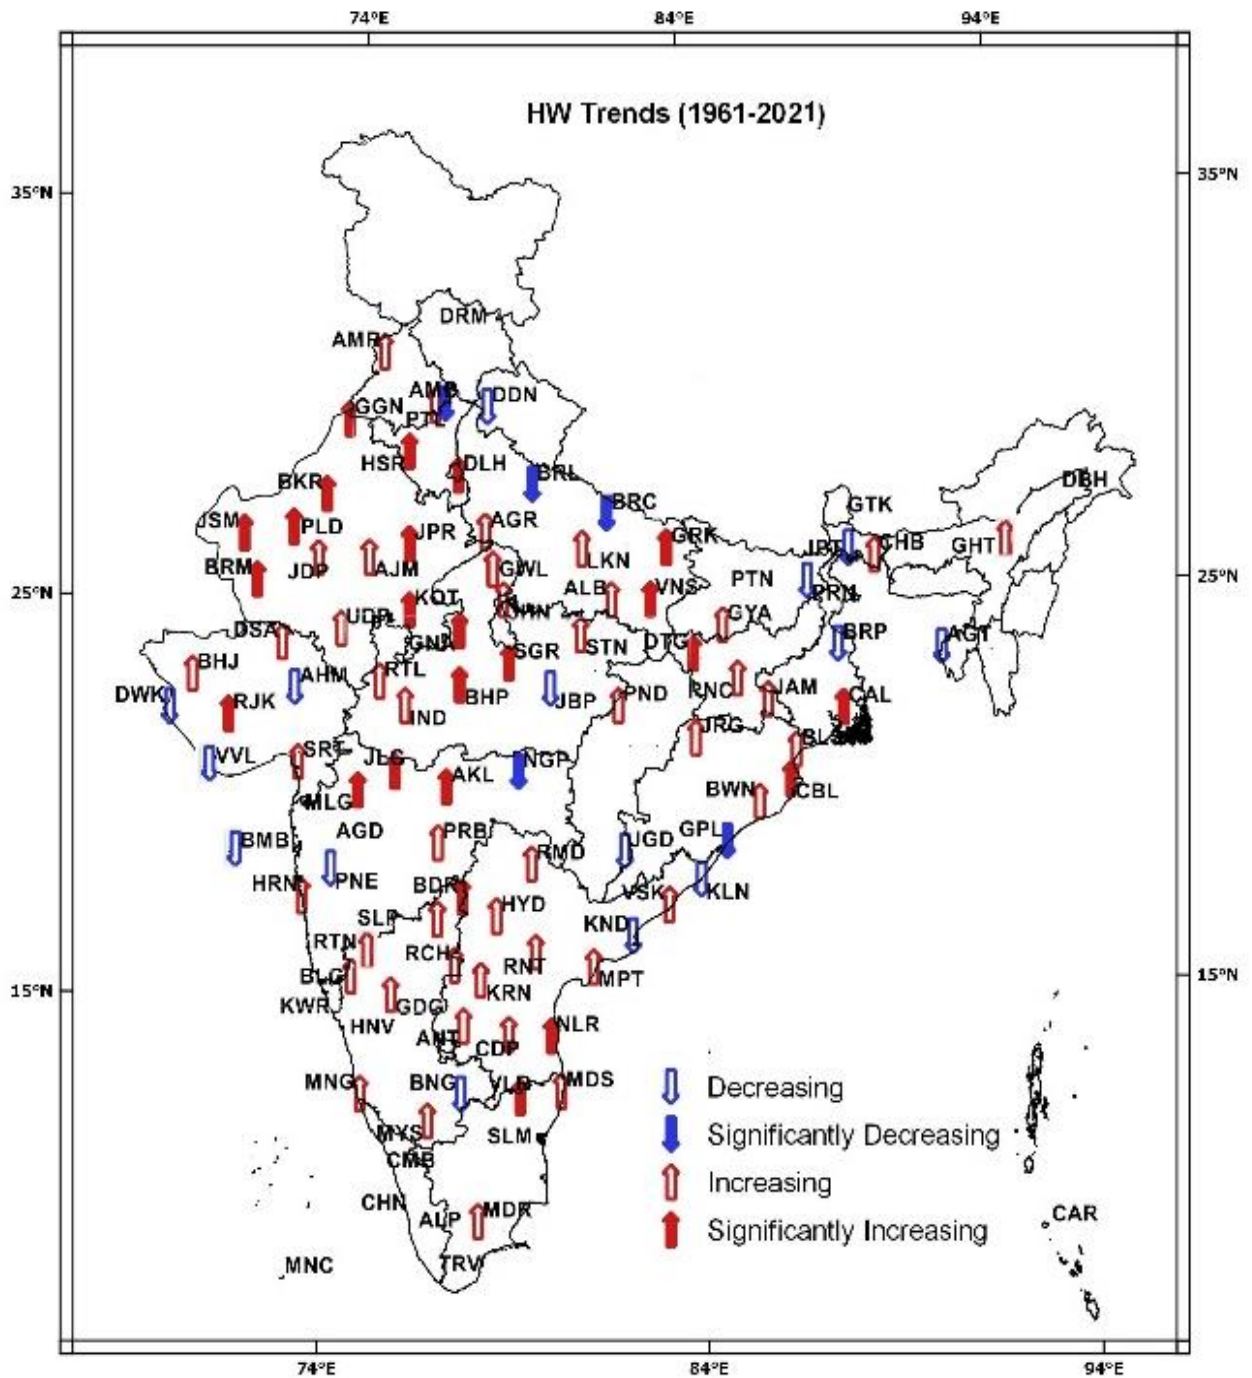 74°E 84°E 94°E
HW Trends (1961-2021)
35°N 35°N
DRM
AMR
AMB DDN
GGN PTL
HSR DLH BRL
BKR BRC DBH
JSM PLD JPR AGR GRK GTK
BRM JDP AJM GWL LKN JPT CHB GHT
25°N 25°N
KOT ALB VNS PTN PRN
DSA UDP GYA
GNA SGR STN DTG BRP AGT
BHJ AHM RTL
DWK RJK IND BHP JBP PND RNC JAM CAL
VVL SRT JLG AKL NGP JRG BLS
MLG BWN CBL
AGD PRB
BMB RMD JGD GPL
HRN PNE BDR VSK KLN
SLP HYD KND
RTN RCH RNT MPT
BLG KRN
15°N 15°N
KWR GDG
HNV ANT CDP NLR
MNG BNG VLR MDS
MYS SLM
CMB
CHN
ALP MDR
MNC TRV
CAR
Decreasing
Significantly Decreasing
Increasing
Significantly Increasing
74°E 84°E 94°E